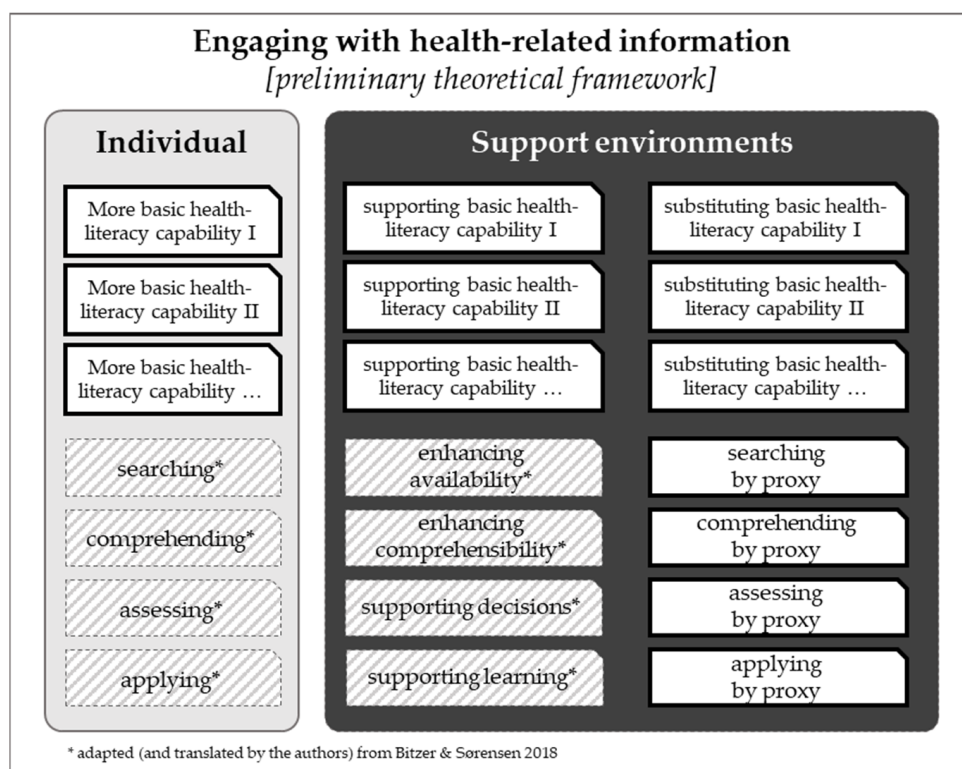 Engaging with health-related information
[preliminary theoretical framework]
Individual
More basic health-
literacy capability I
More basic health-
literacy capability II
More basic health-
literacy capability …
searching*
comprehending*
assessing*
applying*
Support environments
supporting basic health-
literacy capability I
supporting basic health-
literacy capability II
supporting basic health-
literacy capability …
enhancing
availability*
enhancing
comprehensibility*
supporting decisions*
supporting learning*
substituting basic health-
literacy capability I
substituting basic health-
literacy capability II
substituting basic health-
literacy capability …
searching
by proxy
comprehending
by proxy
assessing
by proxy
applying
by proxy
* adapted (and translated by the authors) from Bitzer & Sørensen 2018